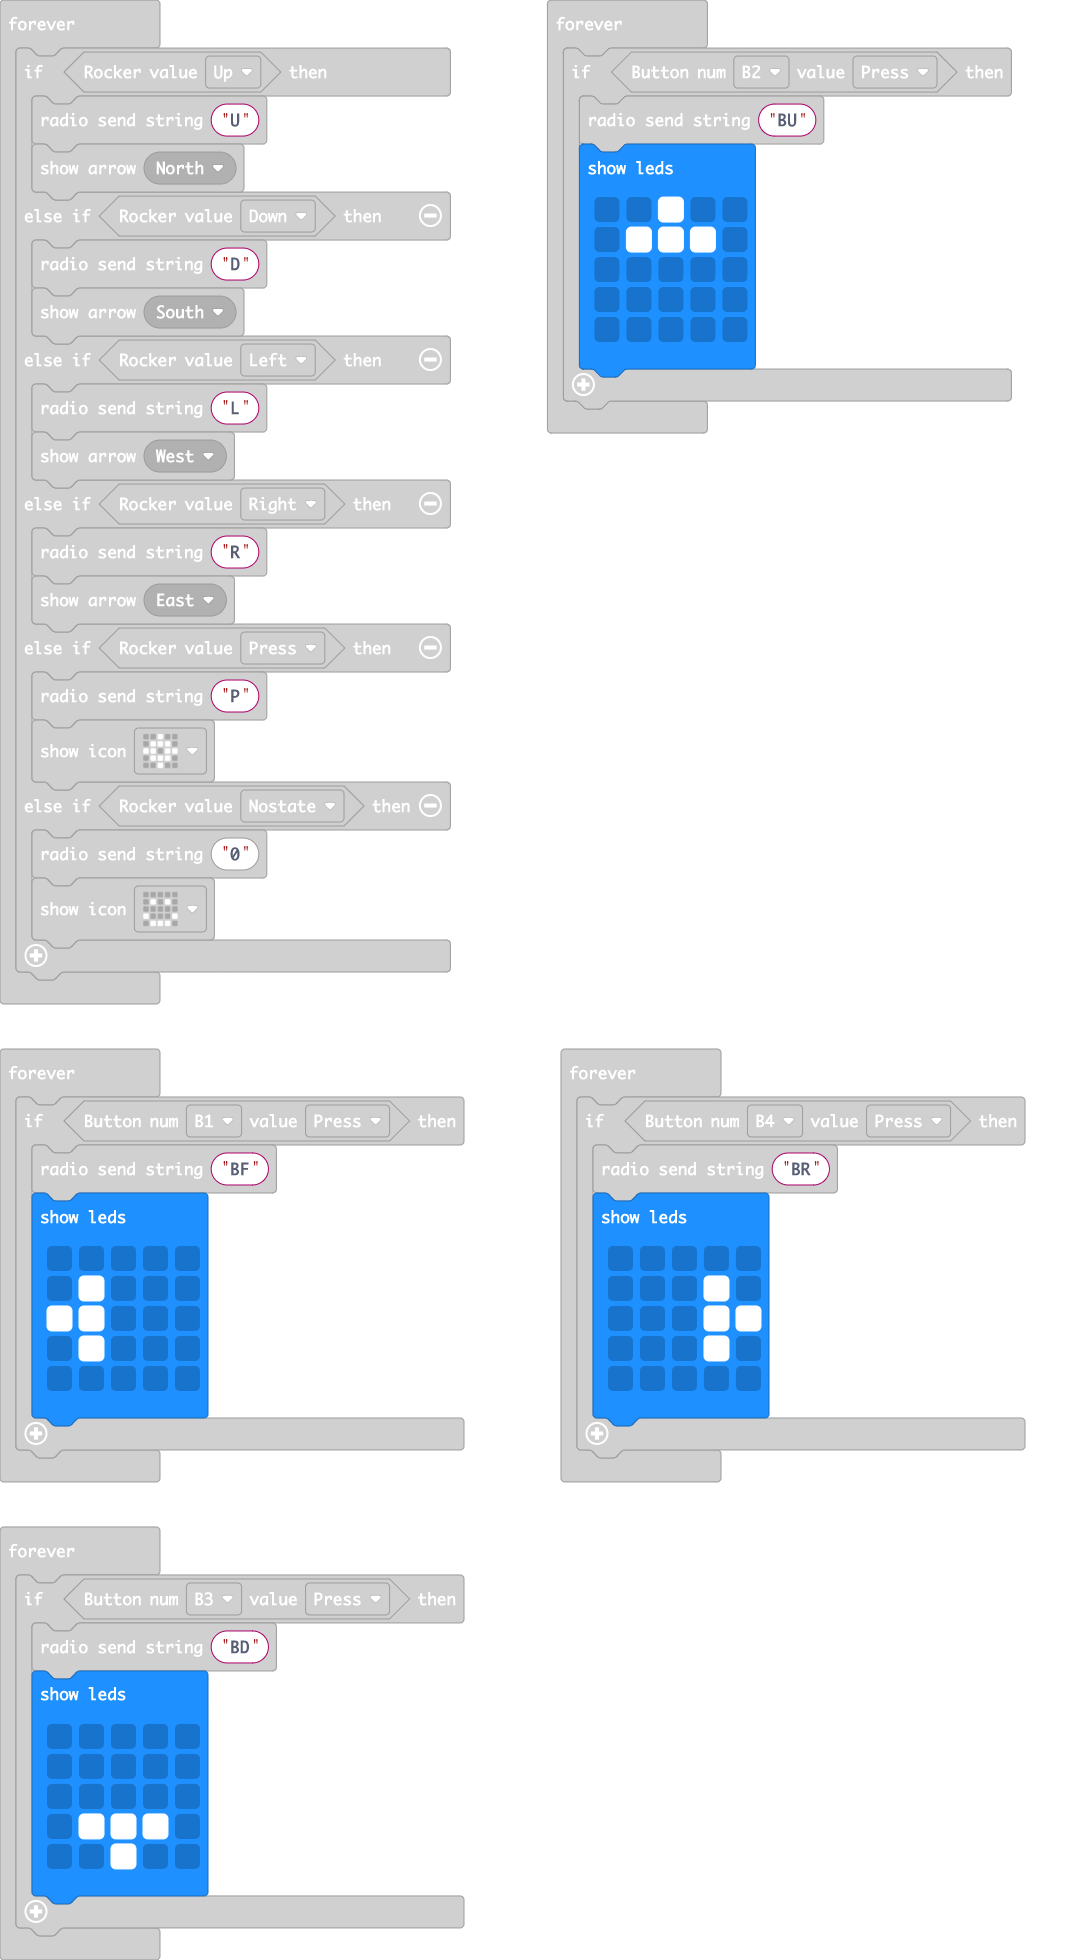 forever
if Rocker value Up then
radio send string "U"
show arrow North
else if Rocker value Down then
radio send string "D"
show arrow South
else if Rocker value Left then
radio send string "L"
show arrow West
else if Rocker value Right then
radio send string "R"
show arrow East
else if Rocker value Press then
radio send string "P"
show icon
else if Rocker value Nostate then
radio send string "0"
show icon
forever
if Button num B2 value Press then
radio send string "BU"
show leds
forever
if Button num B1 value Press then
radio send string "BF"
show leds
forever
if Button num B4 value Press then
radio send string "BR"
show leds
forever
if Button num B3 value Press then
radio send string "BD"
show leds